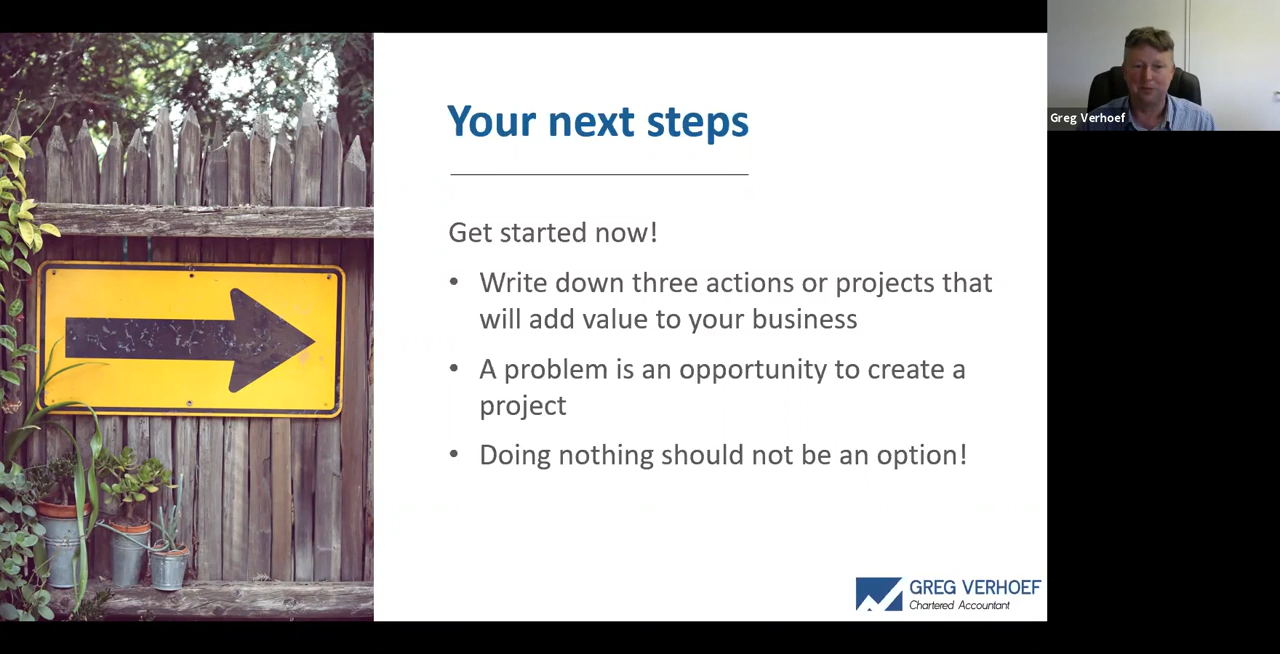 Your next steps
Greg Verhoef
Get started now!
• Write down three actions or projects that
will add value to your business
• A problem is an opportunity to create a
project
• Doing nothing should not be an option!
GREG VERHOEF
Chartered Accountant